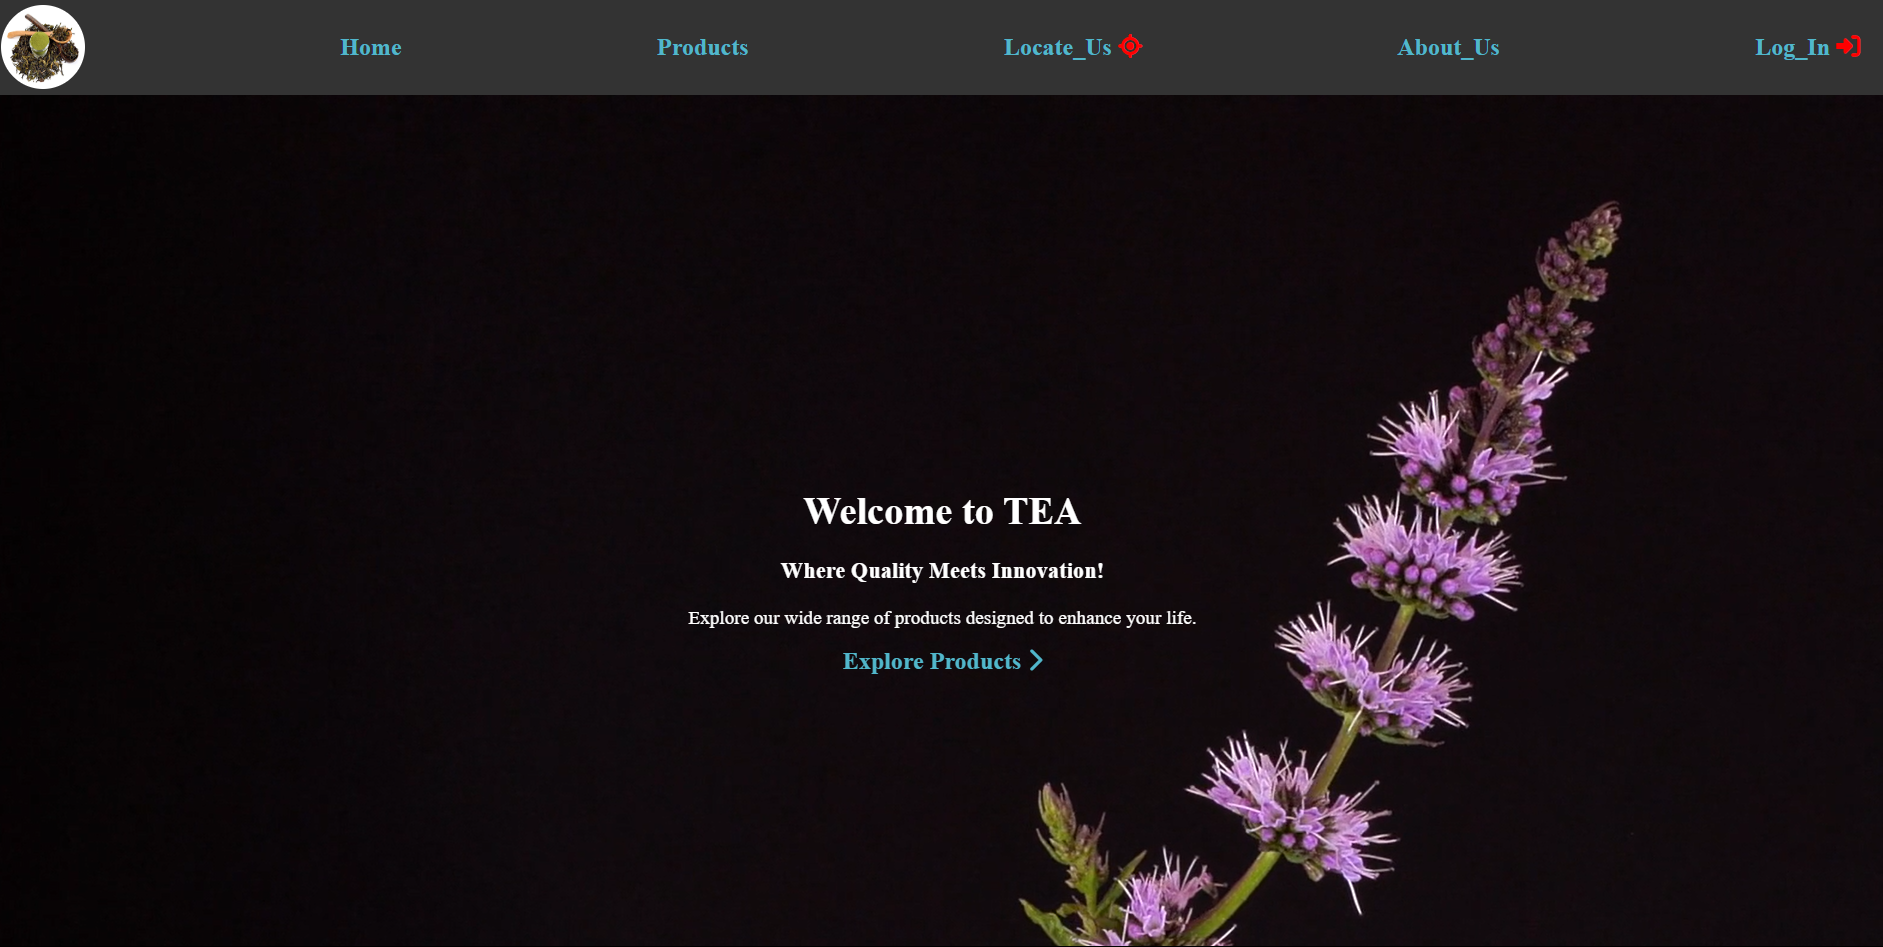 Home Products Locate_Us About_Us Log_In
Welcome to TEA
Where Quality Meets Innovation!
Explore our wide range of products designed to enhance your life.
Explore Products